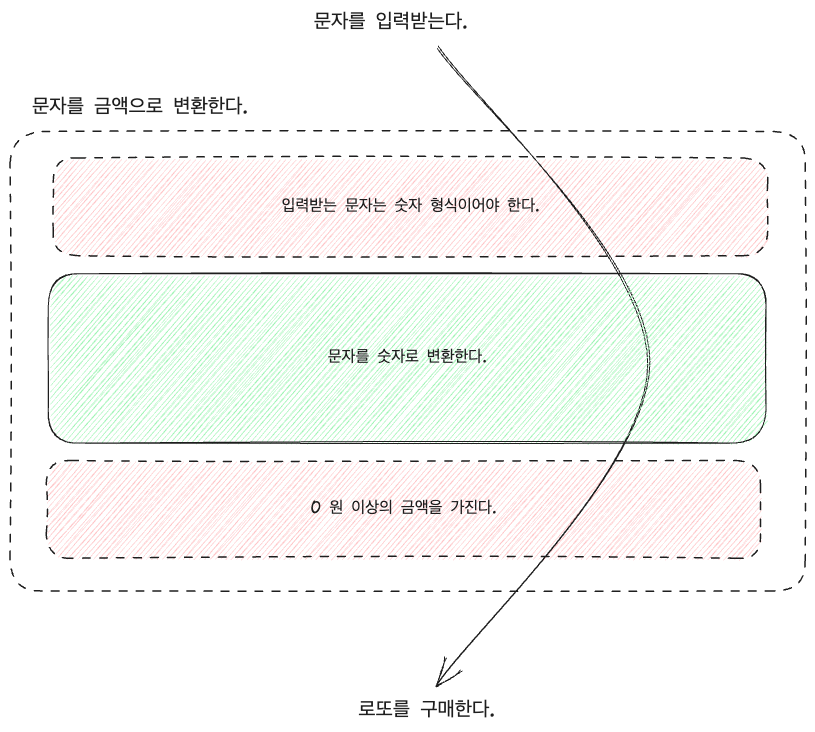 문자를 입력받는다.
문자를 금액으로 변환한다.
입력받는 문자는 숫자 형식이어야 한다.
문자를 숫자로 변환한다.
0 원 이상의 금액을 가진다.
로또를 구매한다.